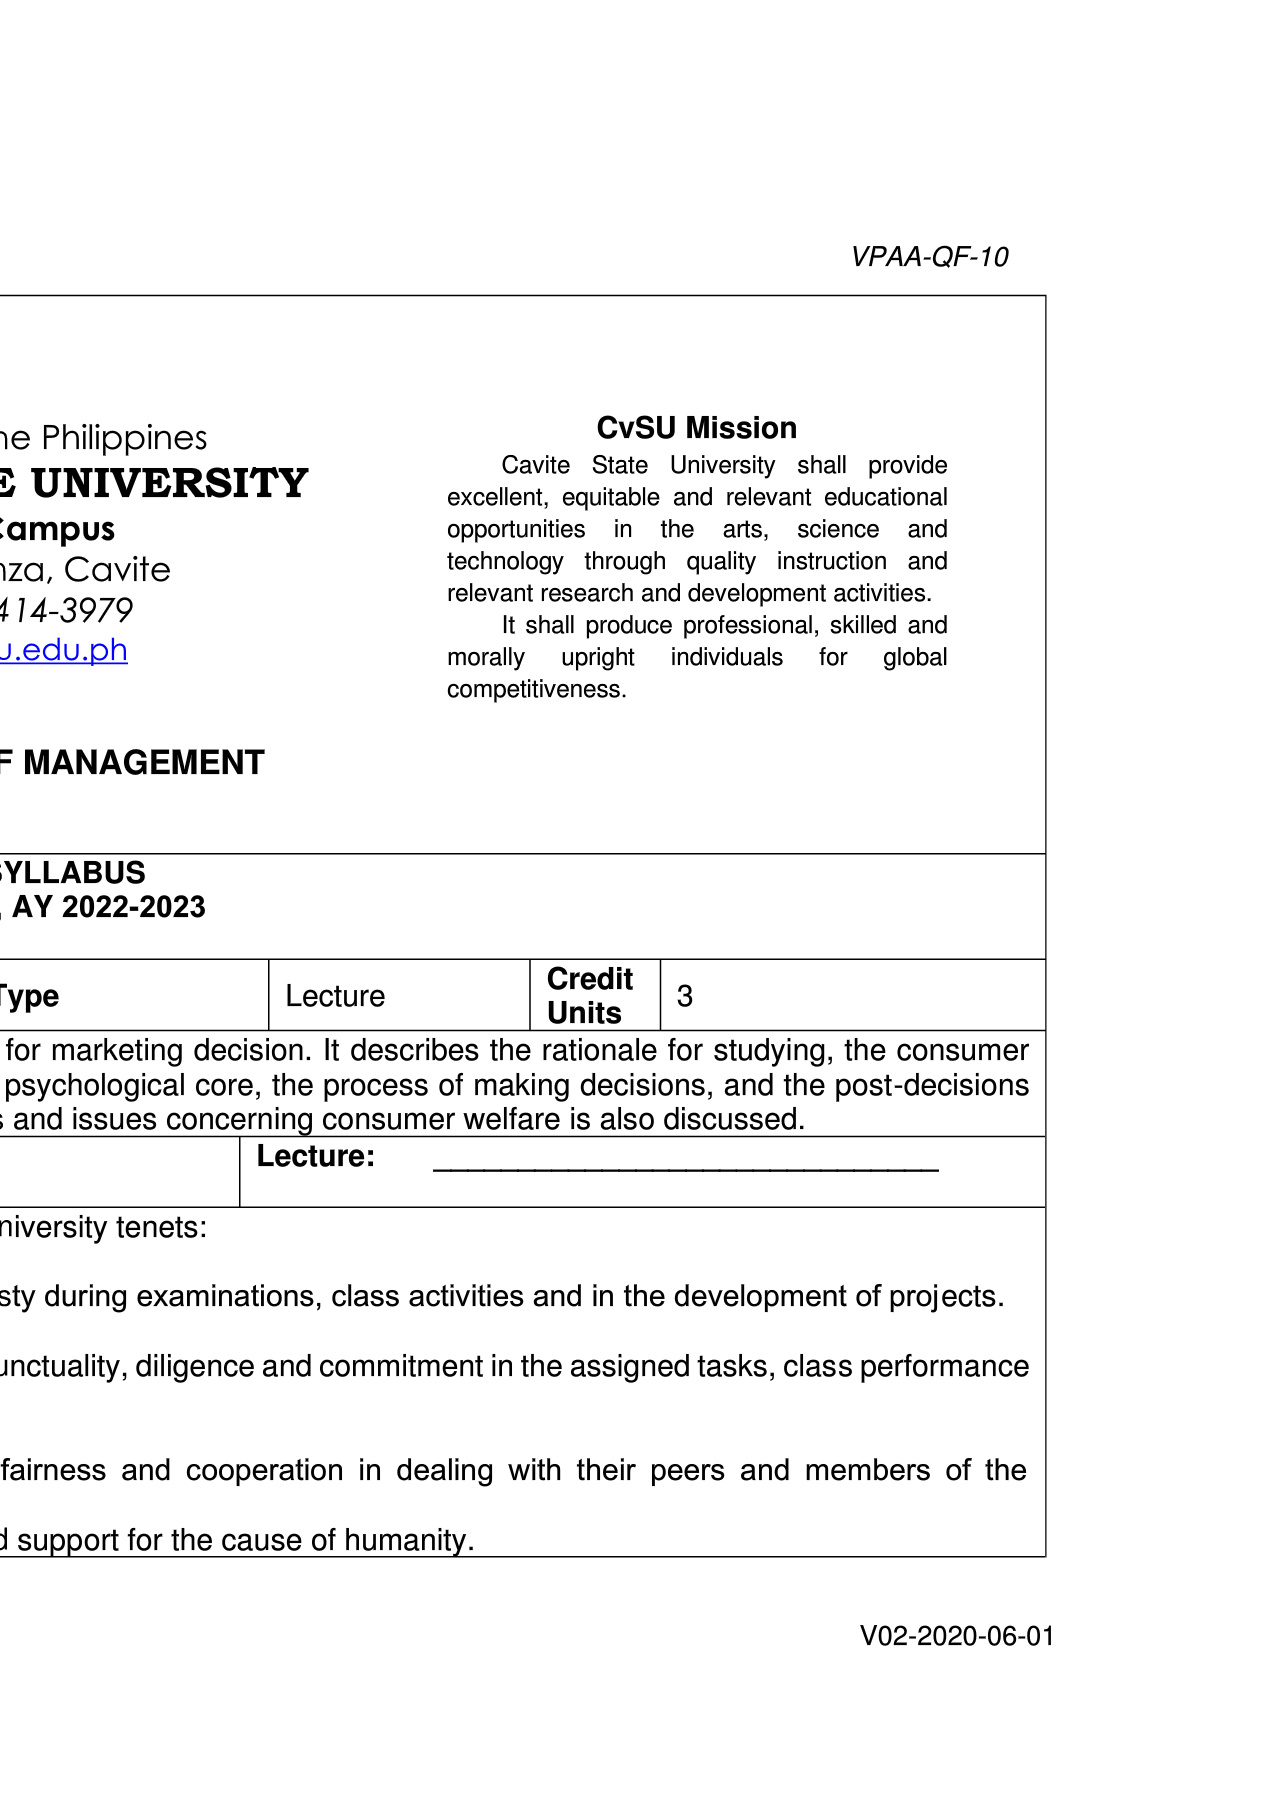 VPAA-QF-10
ne Philippines
E UNIVERSITY
Campus
nza, Cavite
414-3979
u.edu.ph
F MANAGEMENT
CvSU Mission
Cavite State University shall provide
excellent, equitable and relevant educational
opportunities in the arts, science and
technology through quality instruction and
relevant research and development activities.
It shall produce professional, skilled and
morally upright individuals for global
competitiveness.
SYLLABUS
, AY 2022-2023
Type
Lecture
Credit
Units
3
for marketing decision. It describes the rationale for studying, the consumer
psychological core, the process of making decisions, and the post-decisions
s and issues concerning consumer welfare is also discussed.
Lecture: ______________________________
niversity tenets:
sty during examinations, class activities and in the development of projects.
unctuality, diligence and commitment in the assigned tasks, class performance
fairness and cooperation in dealing with their peers and members of the
d support for the cause of humanity.
V02-2020-06-01